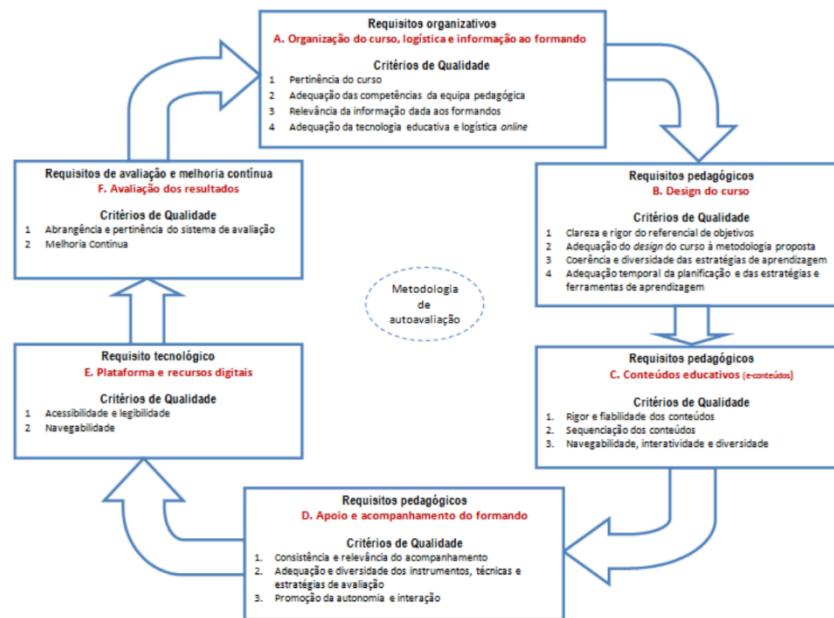 Requisitos organizativos
A. Organização do curso, logística e informação ao formando
Critérios de Qualidade
1 Pertinência do curso
2 Adequação das competências da equipa pedagógica
3 Relevância da informação dada aos formandos
4 Adequação da tecnologia educativa e logística online
Requisitos pedagógicos
B. Design do curso
Critérios de Qualidade
1 Clareza e rigor do referencial de objetivos
2 Adequação do design do curso à metodologia proposta
3 Coerência e diversidade das estratégias de aprendizagem
4 Adequação temporal da planificação e das estratégias e
ferramentas de aprendizagem
Requisitos pedagógicos
C. Conteúdos educativos (e-conteúdos)
Critérios de Qualidade
1. Rigor e fiabilidade dos conteúdos
2. Sequenciação dos conteúdos
3. Navegabilidade, interatividade e diversidade
Requisitos pedagógicos
D. Apoio e acompanhamento do formando
Critérios de Qualidade
1. Consistência e relevância do acompanhamento
2. Adequação e diversidade dos instrumentos, técnicas e
estratégias de avaliação
3. Promoção da autonomia e interação
Requisito tecnológico
E. Plataforma e recursos digitais
Critérios de Qualidade
1 Acessibilidade e legibilidade
2 Navegabilidade
Requisitos de avaliação e melhoria contínua
F. Avaliação dos resultados
Critérios de Qualidade
1 Abrangência e pertinência do sistema de avaliação
2 Melhoria Contínua
Metodologia
de
autoavaliação